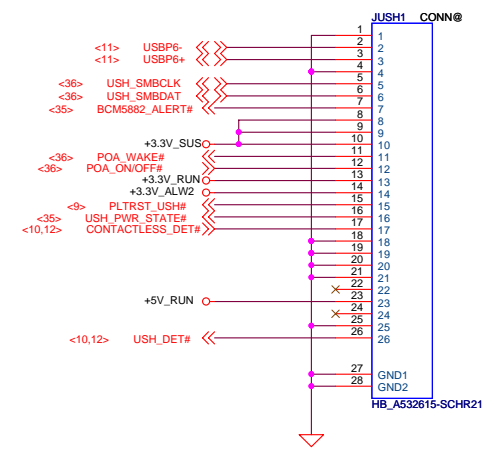 JUSH1 CONN@
1 1
<11> USBP6- 2 2
<11> USBP6+ 3 3
4 4
<36> USH_SMBCLK 5 5
<36> USH_SMBDAT 6 6
<35> BCM5882_ALERT# 7 7
8 8
9 9
+3.3V_SUS 10 10
<36> POA_WAKE# 11 11
<36> POA_ON/OFF# 12 12
+3.3V_RUN 13 13
+3.3V_ALW2 14 14
<9> PLTRST_USH# 15 15
<35> USH_PWR_STATE# 16 16
<10,12> CONTACTLESS_DET# 17 17
18 18
19 19
20 20
21 21
22 22
+5V_RUN 23 23
24 24
25 25
<10,12> USH_DET# 26 26
27 GND1
28 GND2
HB_A532615-SCHR21